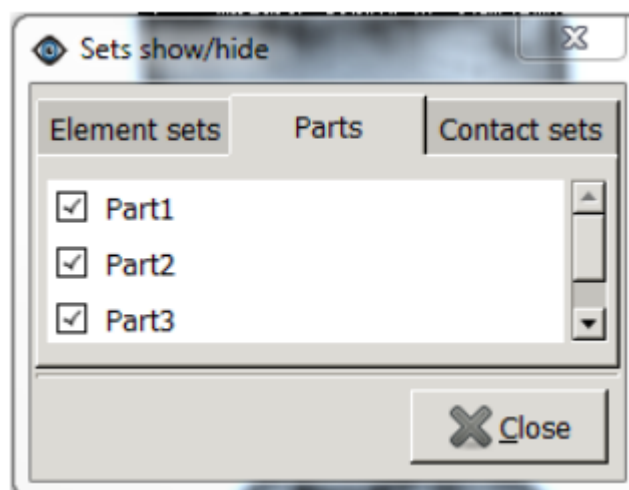 Sets show/hide
Element sets
Parts
Contact sets
Part1
Part2
Part3
Close